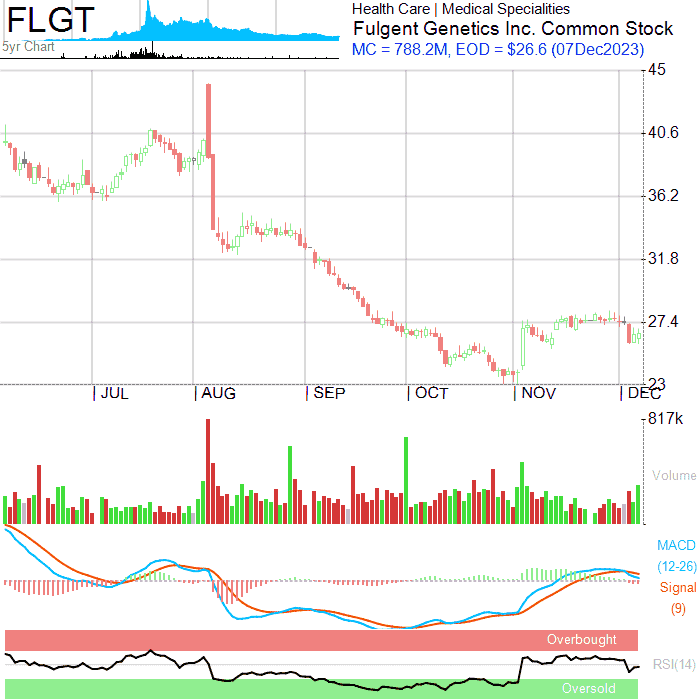 FLGT
5yr Chart
Health Care | Medical Specialities
Fulgent Genetics Inc. Common Stock
MC = 788.2M, EOD = $26.6 (07Dec2023)
45
40.6
36.2
31.8
27.4
23
JUL
AUG
SEP
OCT
NOV
DEC
817k
Volume
MACD
(12-26)
Signal
(9)
Overbought
RSI(14)
Oversold